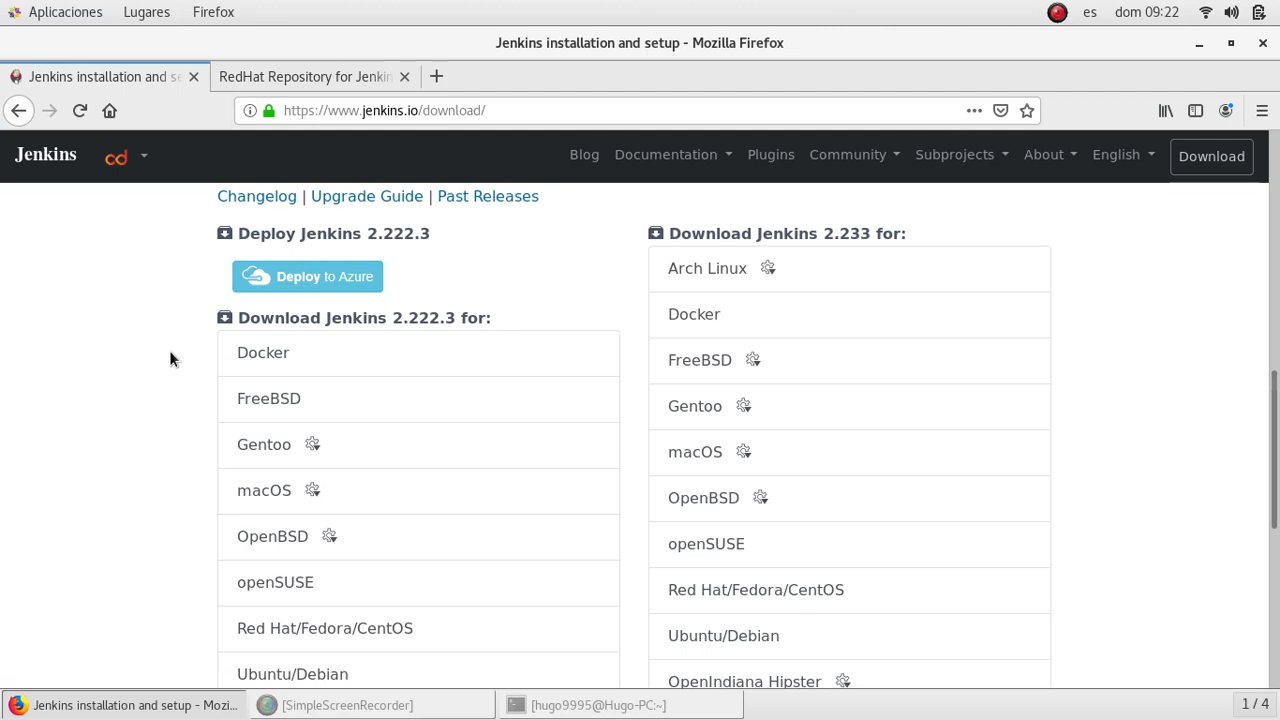 Aplicaciones Lugares Firefox es dom 09:22
Jenkins installation and setup - Mozilla Firefox
Jenkins installation and se RedHat Repository for Jenkin
https://www.jenkins.io/download/
Jenkins cd Blog Documentation Plugins Community Subprojects About English Download
Changelog | Upgrade Guide | Past Releases
Deploy Jenkins 2.222.3
Deploy to Azure
Download Jenkins 2.222.3 for:
Docker
FreeBSD
Gentoo
macOS
OpenBSD
openSUSE
Red Hat/Fedora/CentOS
Ubuntu/Debian
Download Jenkins 2.233 for:
Arch Linux
Docker
FreeBSD
Gentoo
macOS
OpenBSD
openSUSE
Red Hat/Fedora/CentOS
Ubuntu/Debian
OpenIndiana Hipster
Jenkins installation and setup - Mozi... [SimpleScreenRecorder] [hugo9995@Hugo-PC:~] 1 / 4